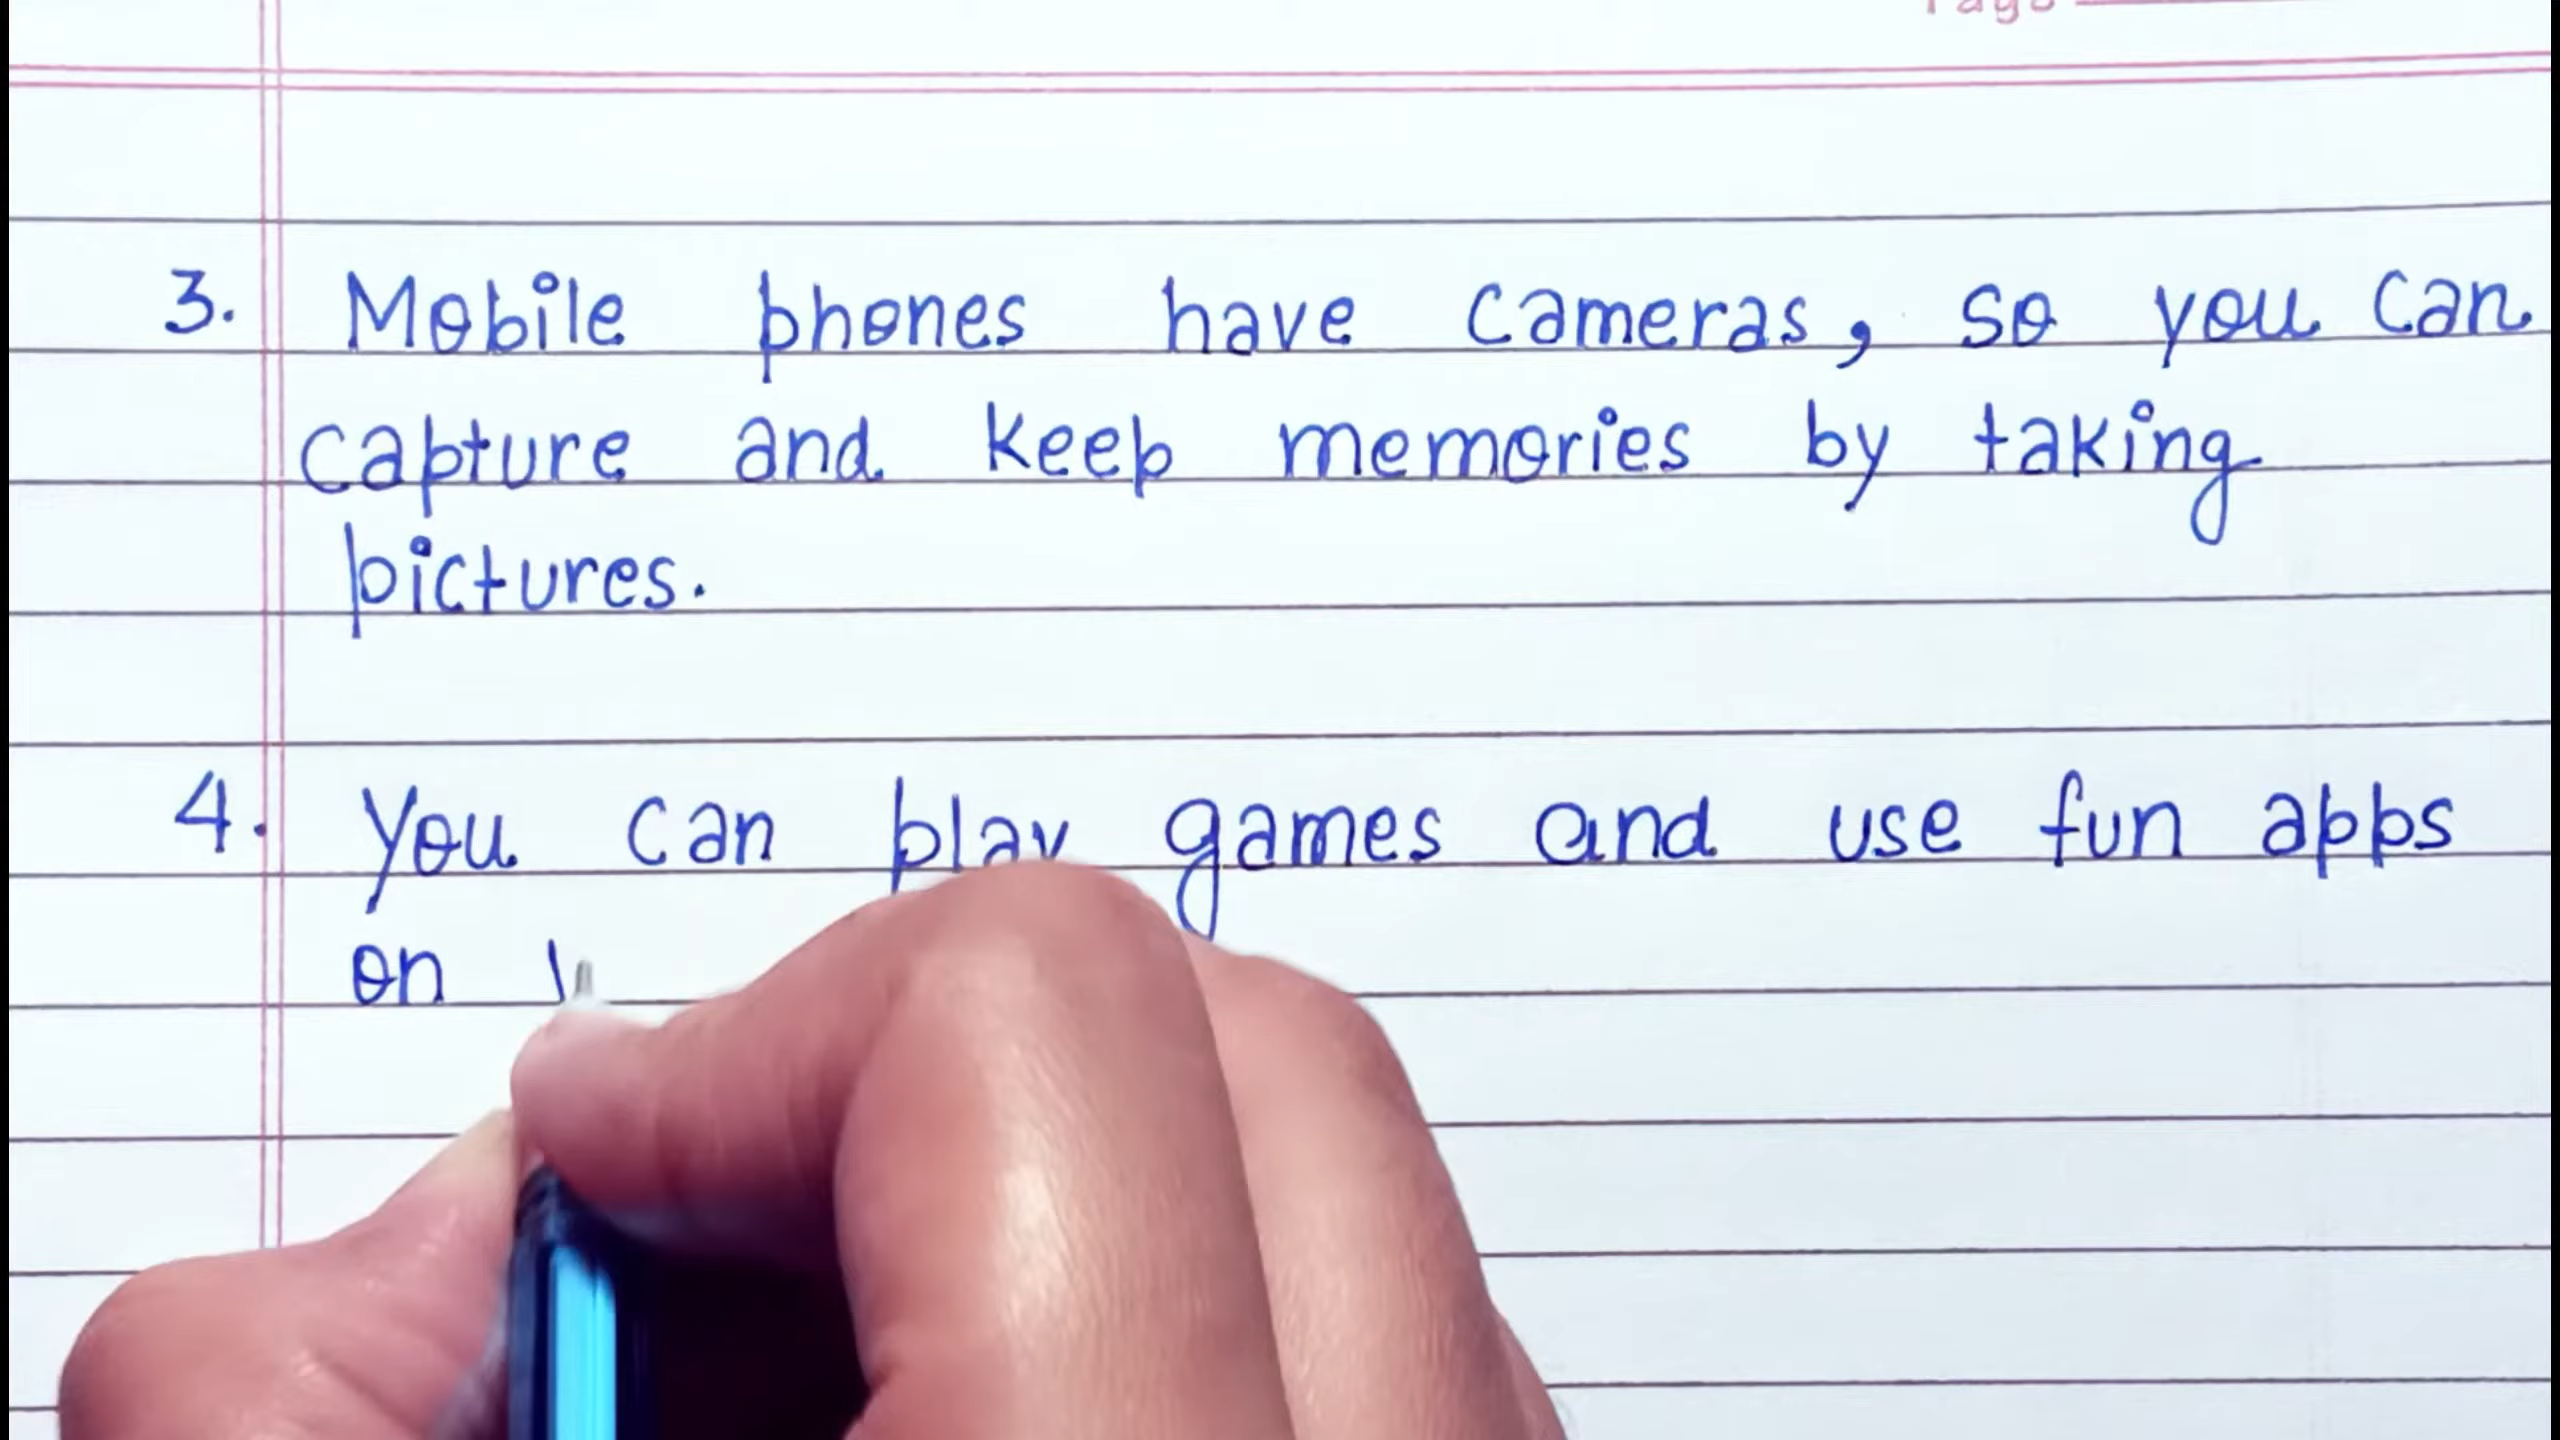 3. Mobile phones have cameras, so you can
capture and keep memories by taking
pictures.
4. You can play games and use fun apps
on